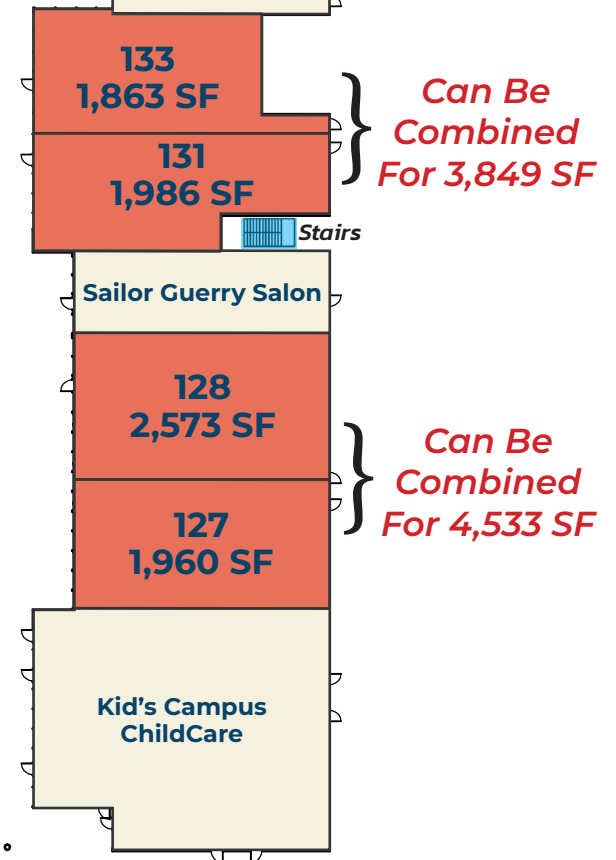 133
1,863 SF
Can Be
Combined
For 3,849 SF
131
1,986 SF
Stairs
Sailor Guerry Salon
128
2,573 SF
Can Be
Combined
For 4,533 SF
127
1,960 SF
Kid's Campus
ChildCare